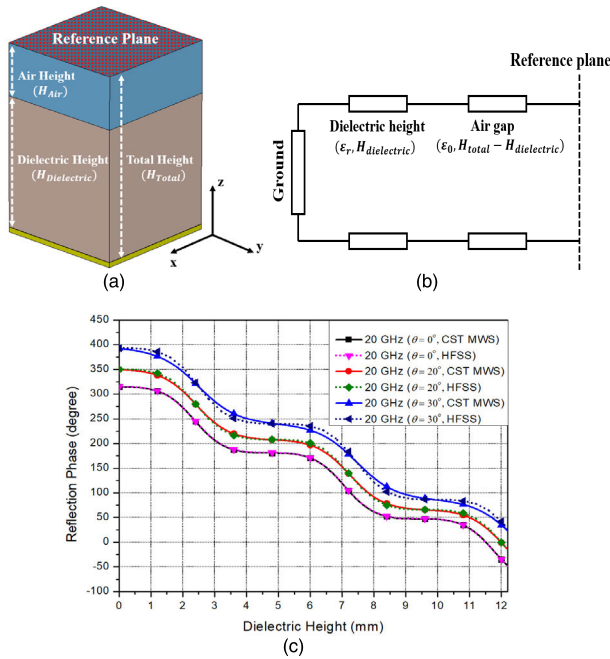 Reference Plane
Air Height
(H_Air)
Dielectric Height
(H_Dielectric)
Total Height
(H_Total)
z
x
y
(a)
Reference plane
Ground
Dielectric height
(ε_r, H_dielectric)
Air gap
(ε_0, H_total − H_dielectric)
(b)
Reflection Phase (degree)
450
400
350
300
250
200
150
100
50
0
-50
-100
20 GHz (θ = 0°, CST MWS)
20 GHz (θ = 0°, HFSS)
20 GHz (θ = 20°, CST MWS)
20 GHz (θ = 20°, HFSS)
20 GHz (θ = 30°, CST MWS)
20 GHz (θ = 30°, HFSS)
0 1 2 3 4 5 6 7 8 9 10 11 12
Dielectric Height (mm)
(c)